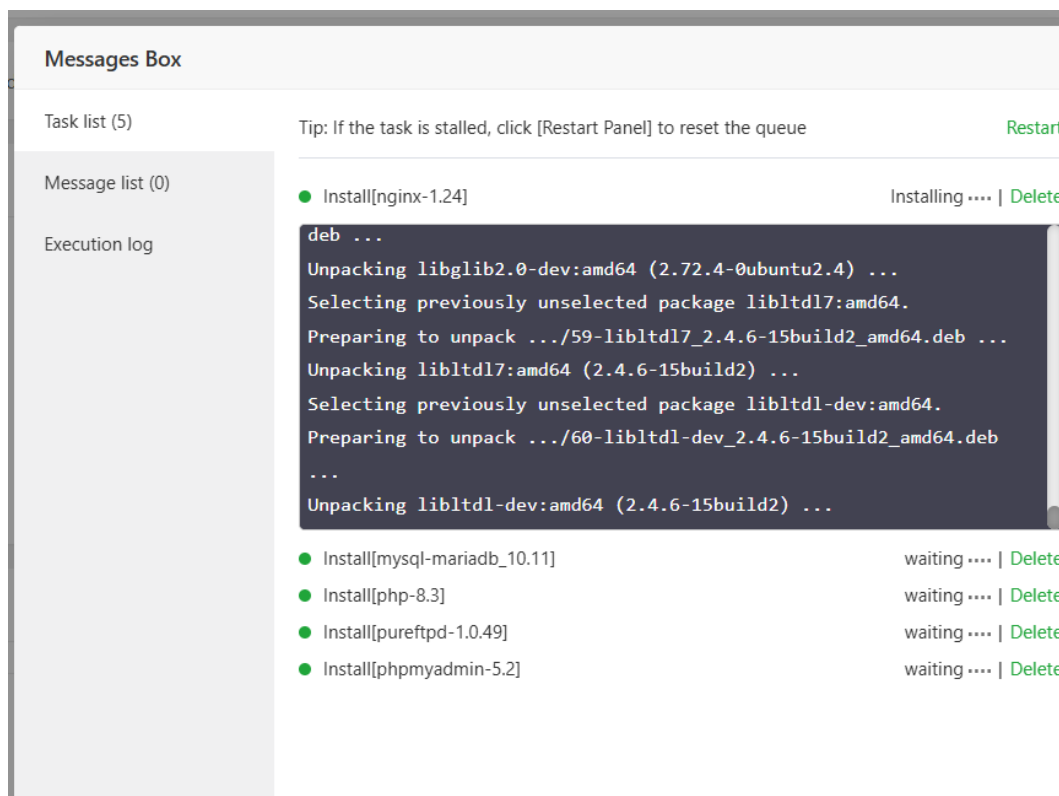 Messages Box
Task list (5)
Message list (0)
Execution log
Tip: If the task is stalled, click [Restart Panel] to reset the queue
Restart
Install[nginx-1.24]
Installing ···· | Delete
deb ...
Unpacking libglib2.0-dev:amd64 (2.72.4-0ubuntu2.4) ...
Selecting previously unselected package libltdl7:amd64.
Preparing to unpack .../59-libltdl7_2.4.6-15build2_amd64.deb ...
Unpacking libltdl7:amd64 (2.4.6-15build2) ...
Selecting previously unselected package libltdl-dev:amd64.
Preparing to unpack .../60-libltdl-dev_2.4.6-15build2_amd64.deb
...
Unpacking libltdl-dev:amd64 (2.4.6-15build2) ...
Install[mysql-mariadb_10.11]
waiting ···· | Delete
Install[php-8.3]
waiting ···· | Delete
Install[pureftpd-1.0.49]
waiting ···· | Delete
Install[phpmyadmin-5.2]
waiting ···· | Delete